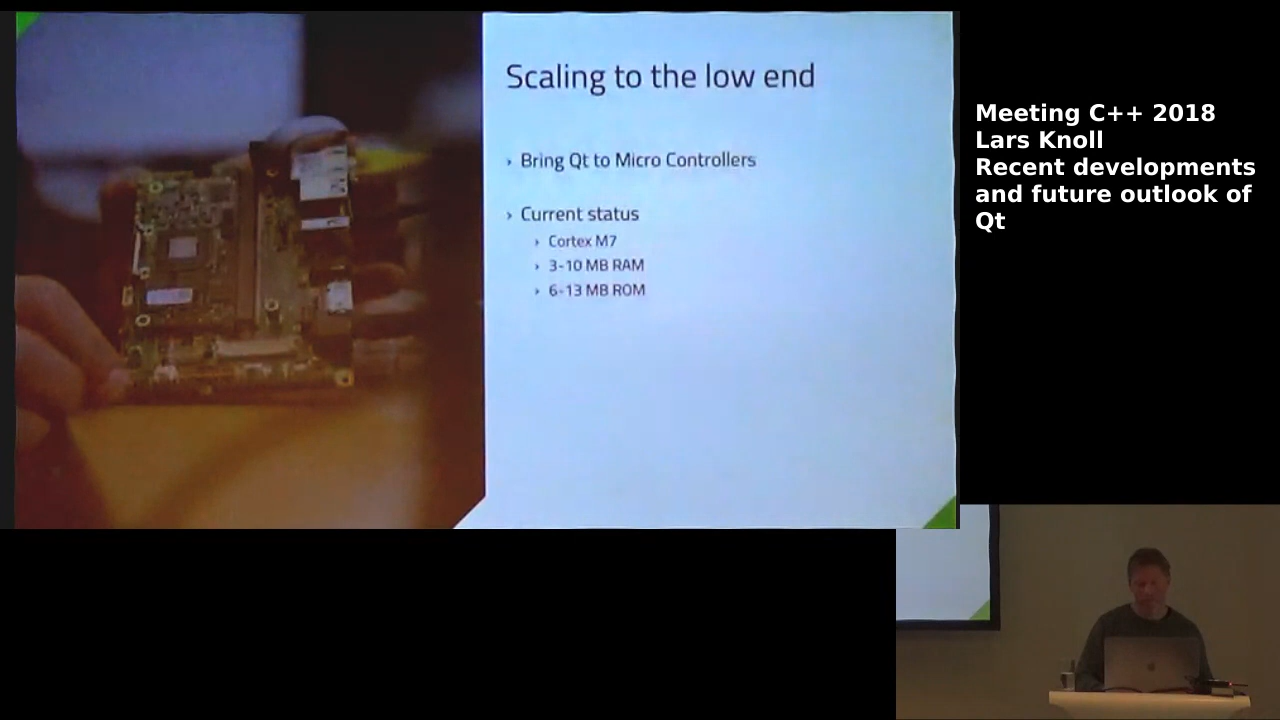 Scaling to the low end
› Bring Qt to Micro Controllers
› Current status
› Cortex M7
› 3-10 MB RAM
› 6-13 MB ROM
Meeting C++ 2018
Lars Knoll
Recent developments
and future outlook of
Qt